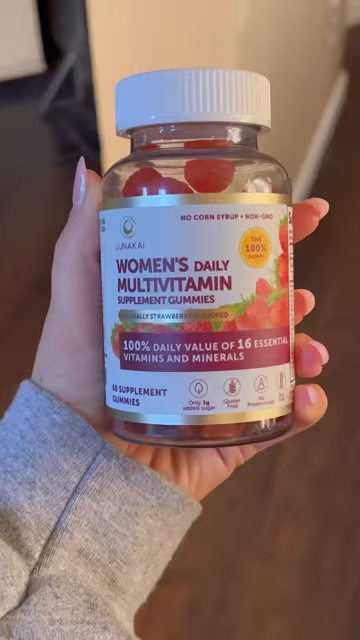 NO CORN SYRUP • NON-GMO
LUNAKAI
THE
100%
WOMEN'S DAILY
MULTIVITAMIN
SUPPLEMENT GUMMIES
NATURALLY STRAWBERRY FLAVORED
100% DAILY VALUE OF 16 ESSENTIAL
VITAMINS AND MINERALS
60 SUPPLEMENT
GUMMIES
Only 1g
added sugar
Gluten
Free
No
Preservatives